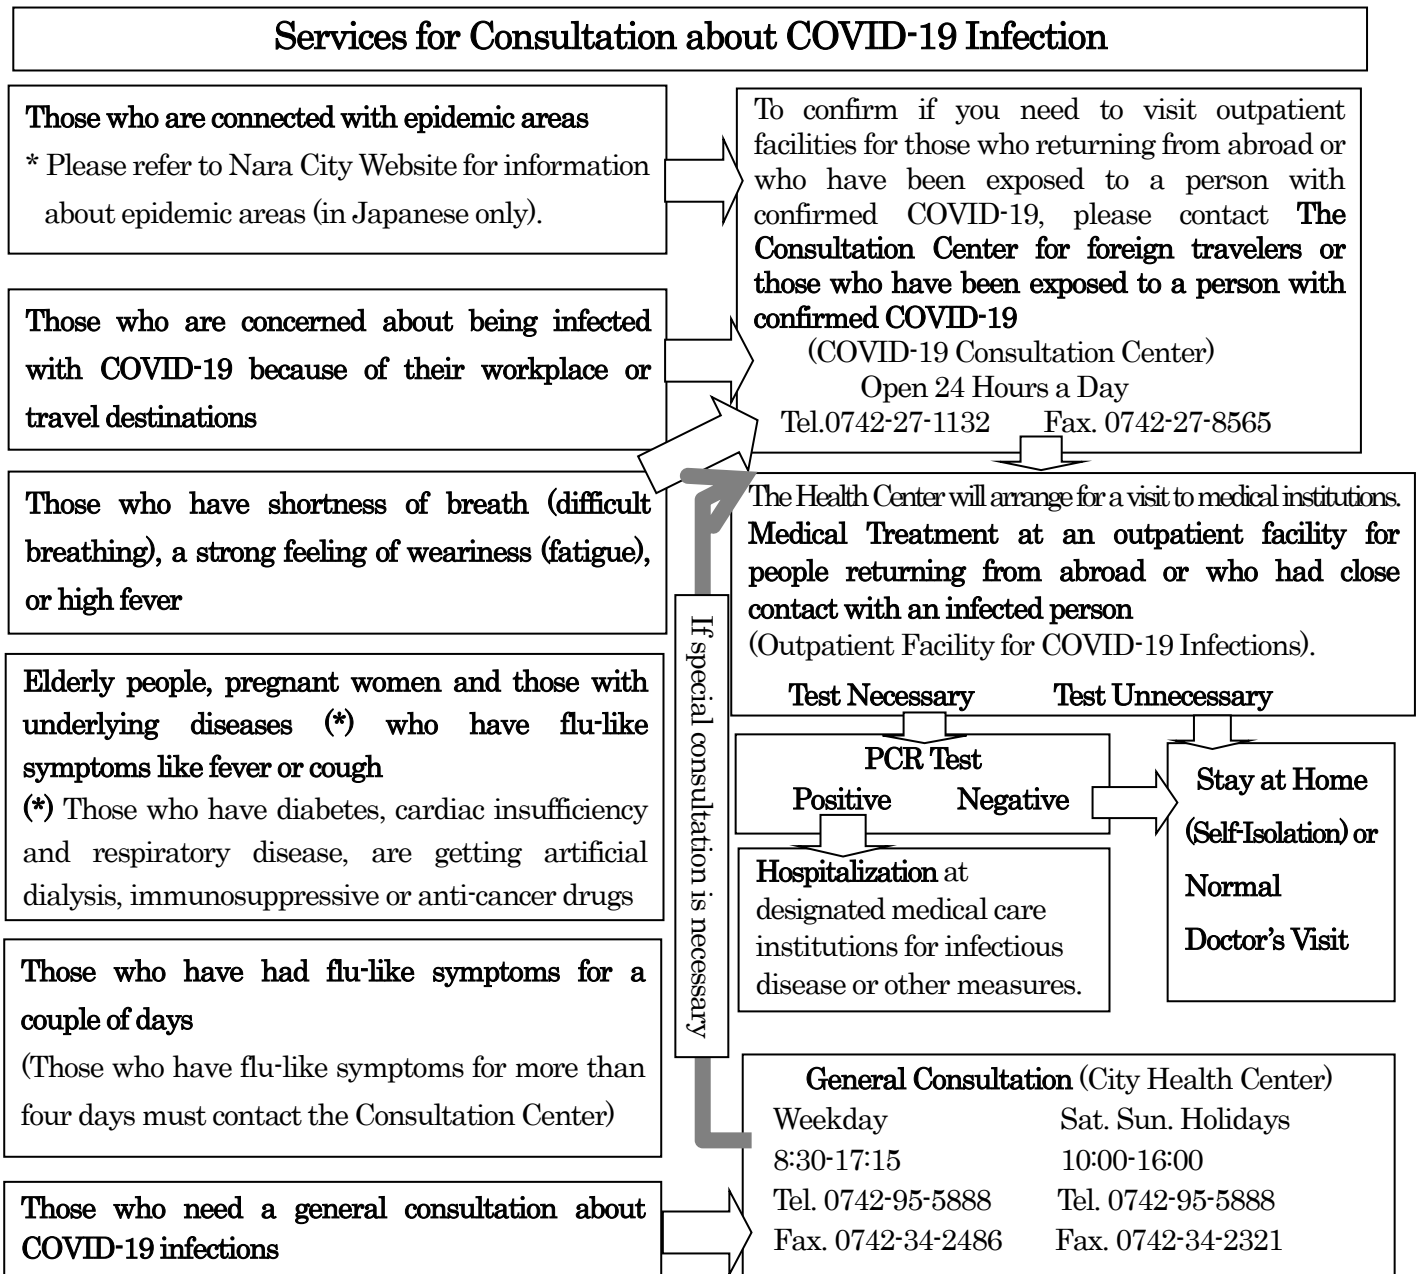 Services for Consultation about COVID-19 Infection
Those who are connected with epidemic areas
* Please refer to Nara City Website for information
about epidemic areas (in Japanese only).
Those who are concerned about being infected
with COVID-19 because of their workplace or
travel destinations
Those who have shortness of breath (difficult
breathing), a strong feeling of weariness (fatigue),
or high fever
Elderly people, pregnant women and those with
underlying diseases (*) who have flu-like
symptoms like fever or cough
(*) Those who have diabetes, cardiac insufficiency
and respiratory disease, are getting artificial
dialysis, immunosuppressive or anti-cancer drugs
Those who have had flu-like symptoms for a
couple of days
(Those who have flu-like symptoms for more than
four days must contact the Consultation Center)
Those who need a general consultation about
COVID-19 infections
If special consultation is necessary
To confirm if you need to visit outpatient
facilities for those who returning from abroad or
who have been exposed to a person with
confirmed COVID-19, please contact The
Consultation Center for foreign travelers or
those who have been exposed to a person with
confirmed COVID-19
(COVID-19 Consultation Center)
Open 24 Hours a Day
Tel.0742-27-1132 Fax. 0742-27-8565
The Health Center will arrange for a visit to medical institutions.
Medical Treatment at an outpatient facility for
people returning from abroad or who had close
contact with an infected person
(Outpatient Facility for COVID-19 Infections).
Test Necessary Test Unnecessary
PCR Test
Positive Negative
Hospitalization at
designated medical care
institutions for infectious
disease or other measures.
Stay at Home
(Self-Isolation) or
Normal
Doctor's Visit
General Consultation (City Health Center)
Weekday Sat. Sun. Holidays
8:30-17:15 10:00-16:00
Tel. 0742-95-5888 Tel. 0742-95-5888
Fax. 0742-34-2486 Fax. 0742-34-2321